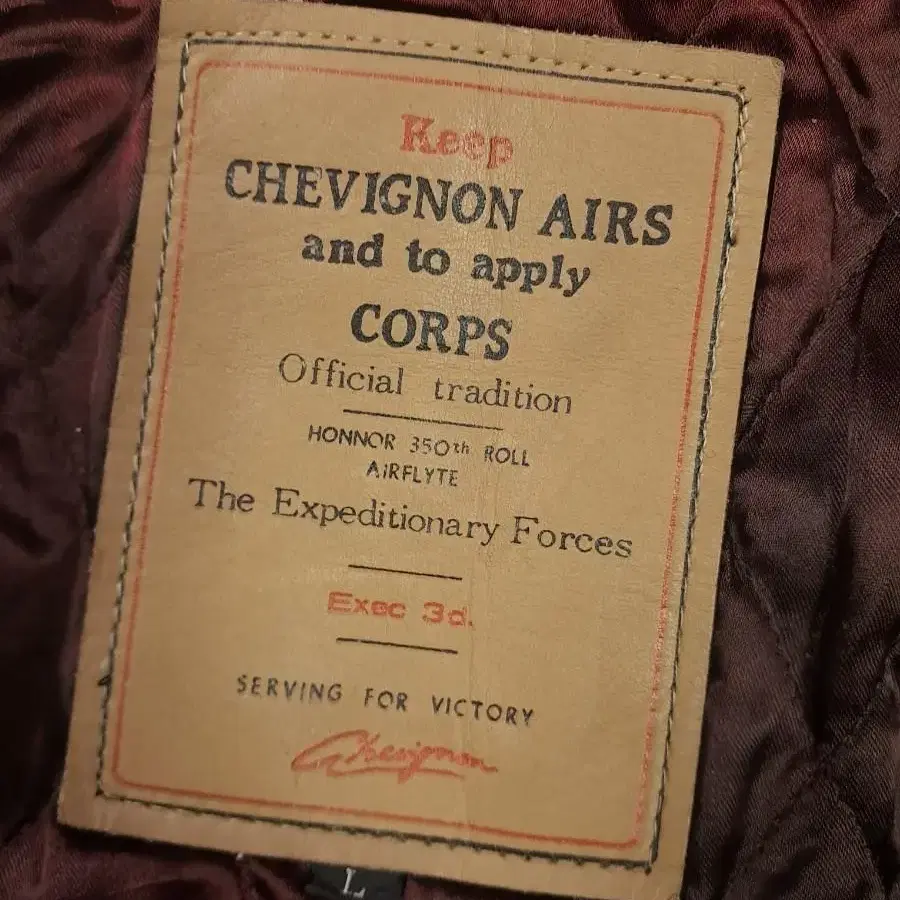 Keep
CHEVIGNON AIRS
and to apply
CORPS
Official tradition
HONNOR 350th ROLL
AIRFLYTE
The Expeditionary Forces
Exec 3d.
SERVING FOR VICTORY
Chevignon
L